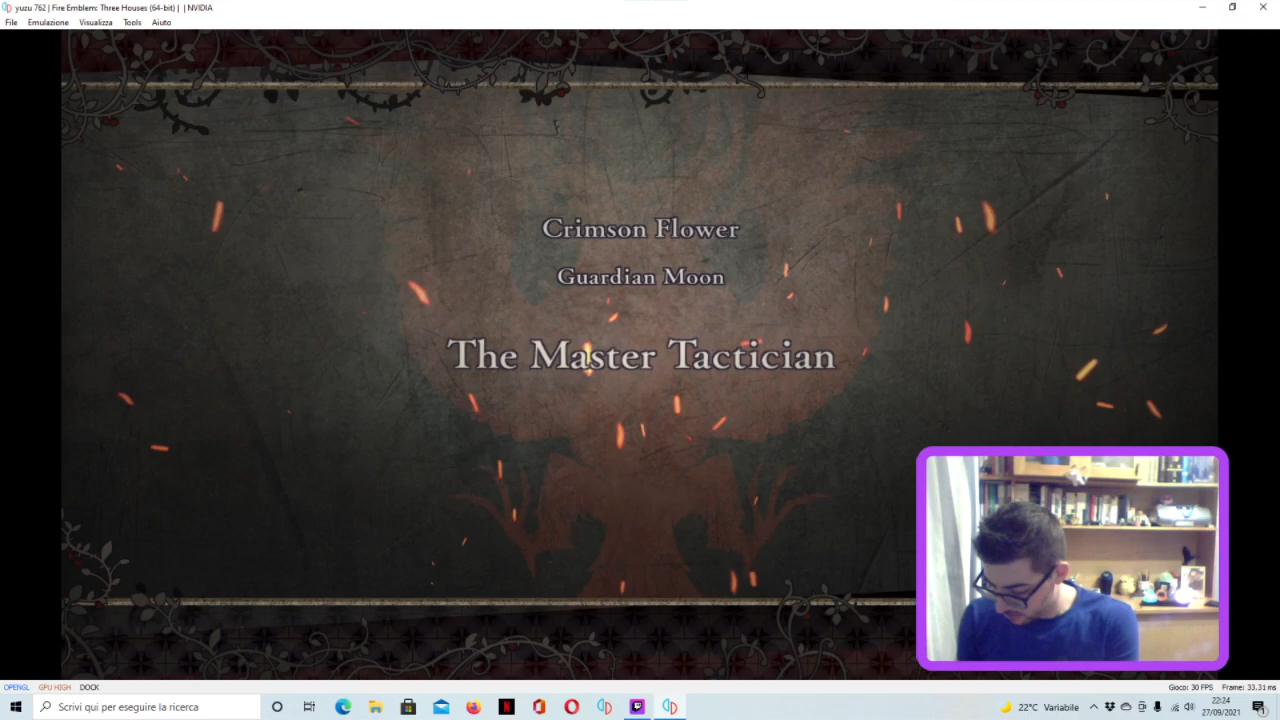 yuzu 762 | Fire Emblem: Three Houses (64-bit) | | NVIDIA
File Emulazione Visualizza Tools Aiuto
Crimson Flower
Guardian Moon
The Master Tactician
OPENGL GPU HIGH DOCK
Gioco: 30 FPS Frame: 33.31 ms
Scrivi qui per eseguire la ricerca
22°C Variabile
22:24
27/09/2021
1